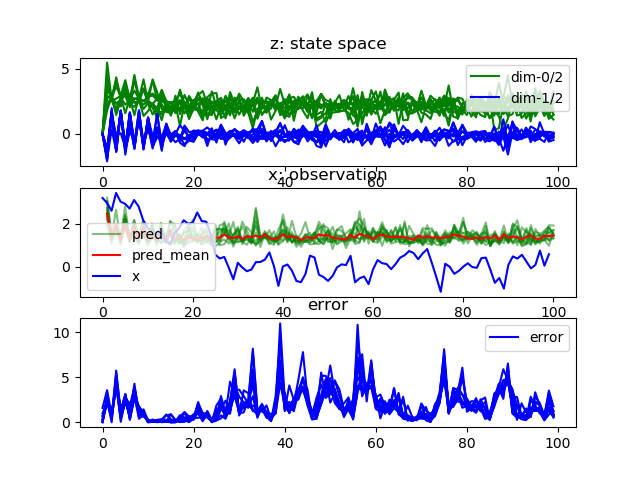 z: state space
5
0
dim-0/2
dim-1/2
0 20 40 60 80 100
x: observation
2
0
pred
pred_mean
x
0 20 40 60 80 100
error
10
5
0
error
0 20 40 60 80 100